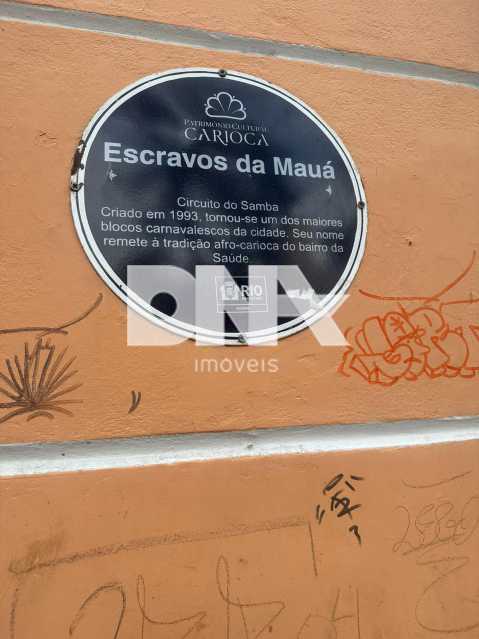 PATRIMÔNIO CULTURAL
CARIOCA
Escravos da Mauá
Circuito do Samba
Criado em 1993, tornou-se um dos maiores
blocos carnavalescos da cidade. Seu nome
remete à tradição afro-carioca do bairro da
Saúde
RIO
DNX
imóveis